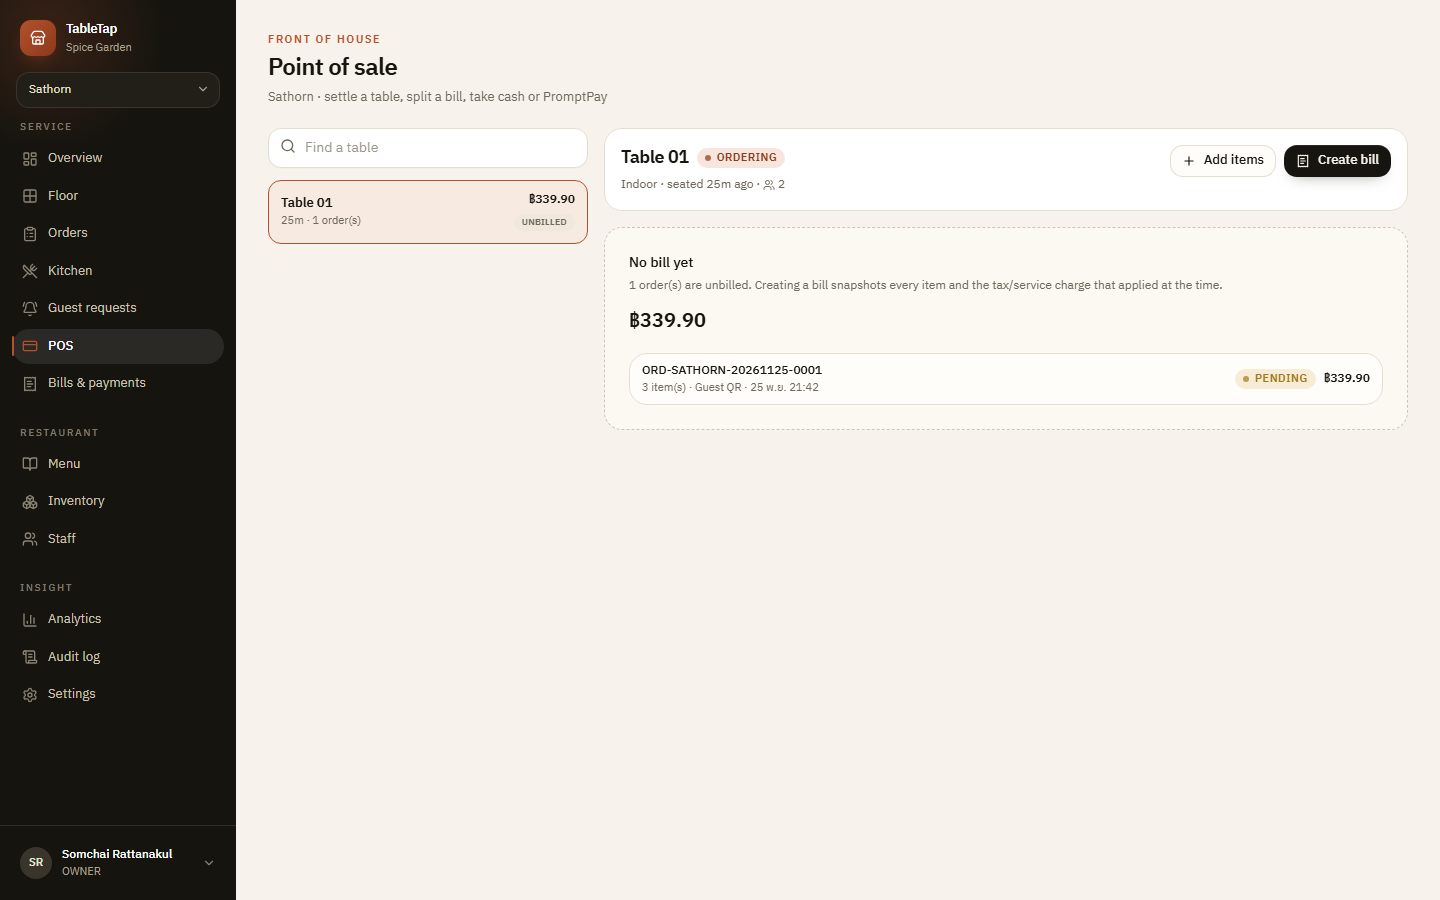 TableTap
Spice Garden
Sathorn
SERVICE
Overview
Floor
Orders
Kitchen
Guest requests
POS
Bills & payments
RESTAURANT
Menu
Inventory
Staff
INSIGHT
Analytics
Audit log
Settings
SR
Somchai Rattanakul
OWNER
FRONT OF HOUSE
Point of sale
Sathorn · settle a table, split a bill, take cash or PromptPay
Find a table
Table 01 ฿339.90
25m · 1 order(s) UNBILLED
Table 01 ORDERING
Indoor · seated 25m ago · 2
Add items
Create bill
No bill yet
1 order(s) are unbilled. Creating a bill snapshots every item and the tax/service charge that applied at the time.
฿339.90
ORD-SATHORN-20261125-0001
3 item(s) · Guest QR · 25 พ.ย. 21:42
PENDING ฿339.90